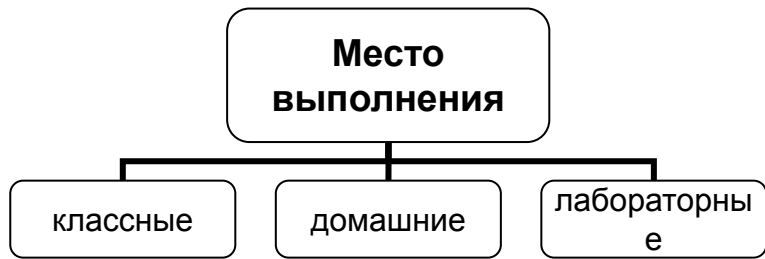 Место
выполнения
классные
домашние
лабораторны
е